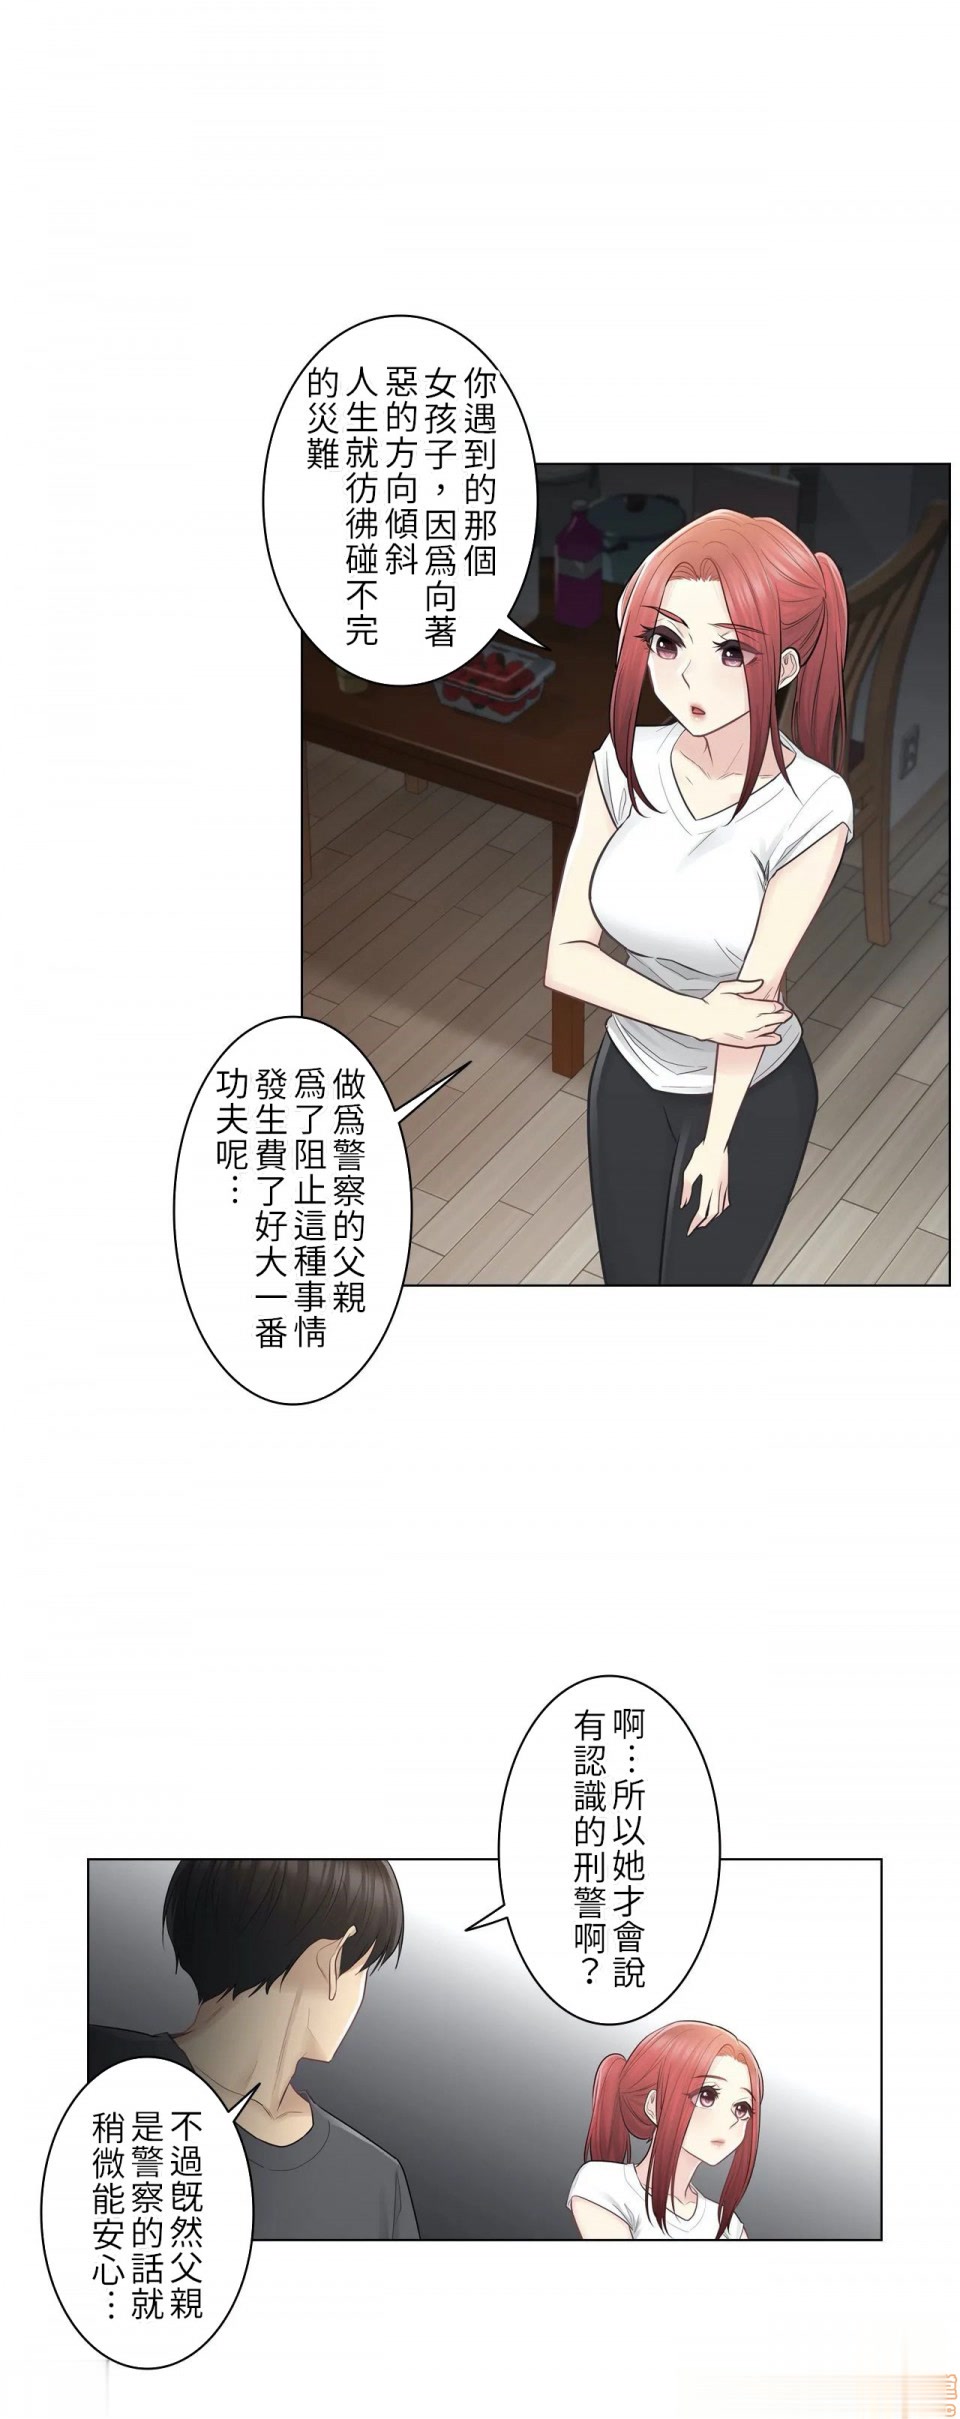 你遇到的那個
女孩子，因爲向著
惡的方向傾斜
人生就彷彿碰不完
的災難
做爲警察的父親
爲了阻止這種事情
發生費了好大一番
功夫呢…
啊…所以她才會說
有認識的刑警啊？
不過既然父親
是警察的話就
稍微能安心…